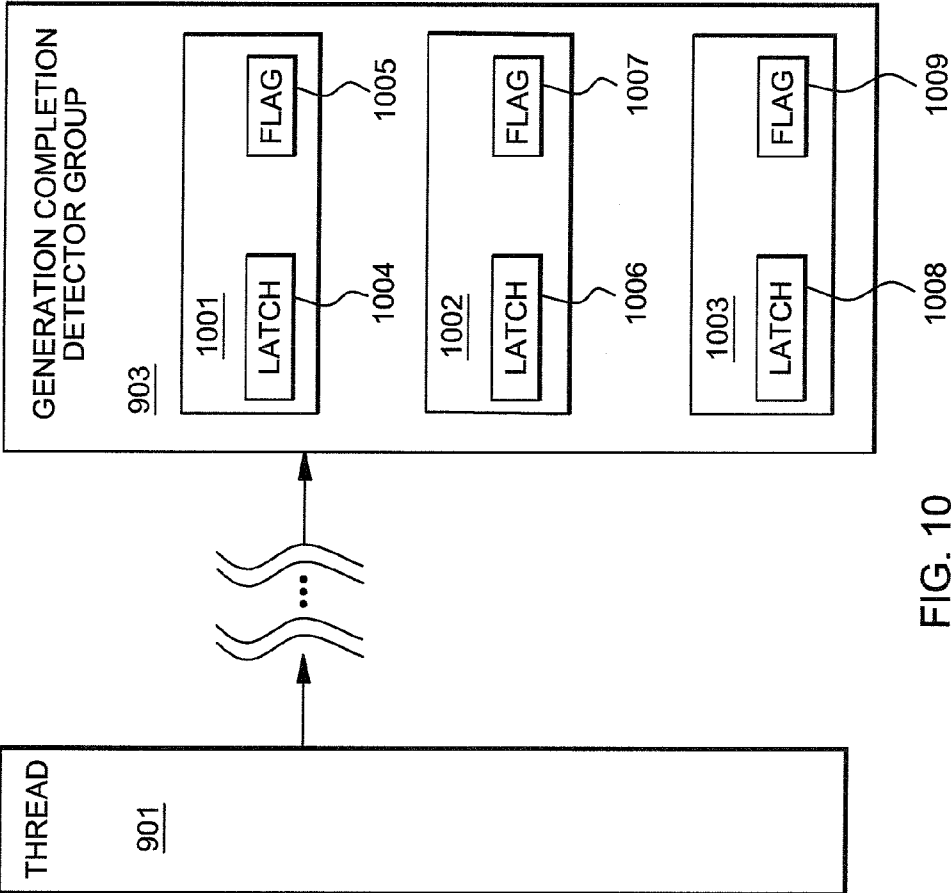 THREAD
901
GENERATION COMPLETION
DETECTOR GROUP
903
1001
LATCH
FLAG
1004
1005
1002
LATCH
FLAG
1006
1007
1003
LATCH
FLAG
1008
1009
FIG. 10